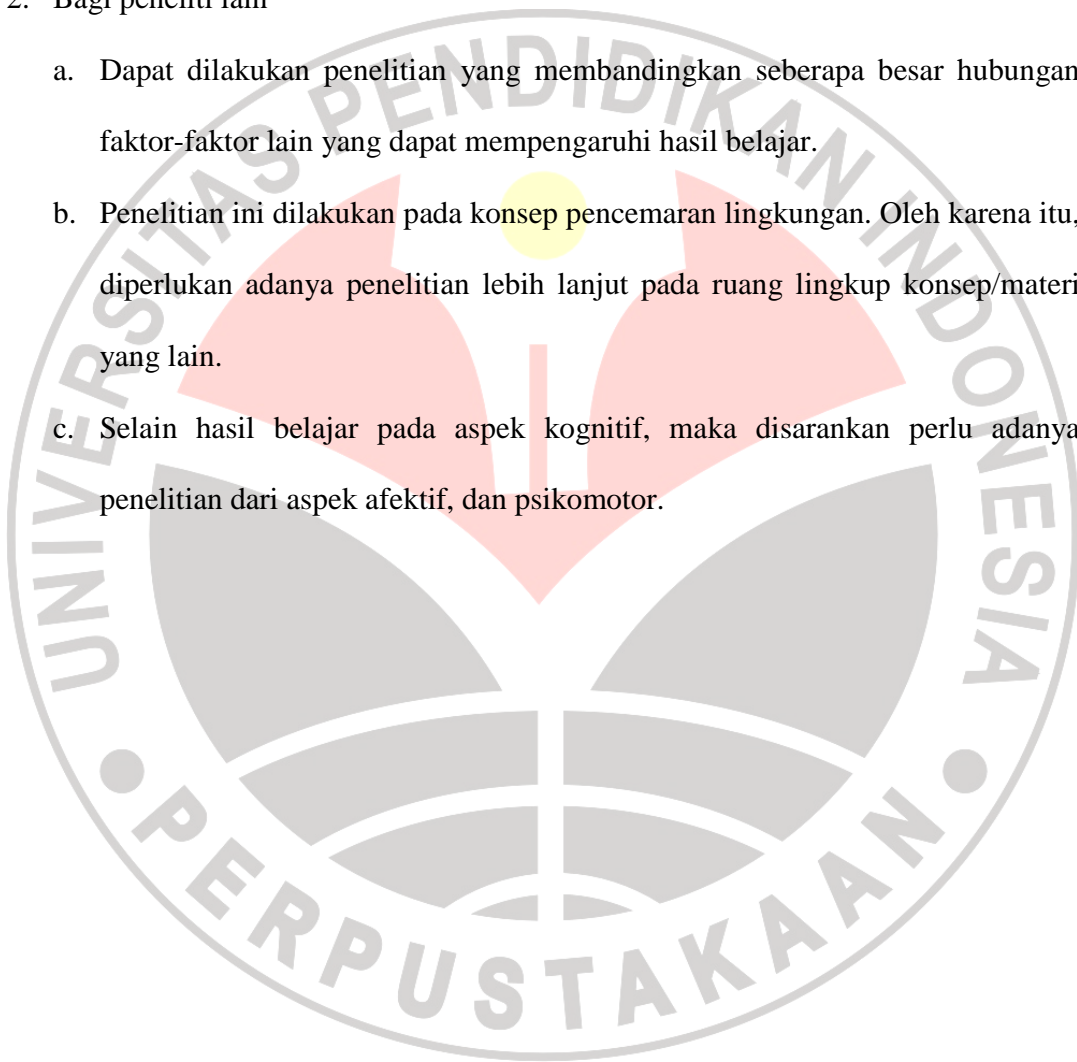 2. Bagi peneliti lain
a. Dapat dilakukan penelitian yang membandingkan seberapa besar hubungan
faktor-faktor lain yang dapat mempengaruhi hasil belajar.
b. Penelitian ini dilakukan pada konsep pencemaran lingkungan. Oleh karena itu,
diperlukan adanya penelitian lebih lanjut pada ruang lingkup konsep/materi
yang lain.
c. Selain hasil belajar pada aspek kognitif, maka disarankan perlu adanya
penelitian dari aspek afektif, dan psikomotor.
UNIVERSITAS PENDIDIKAN INDONESIA
PERPUSTAKAAN